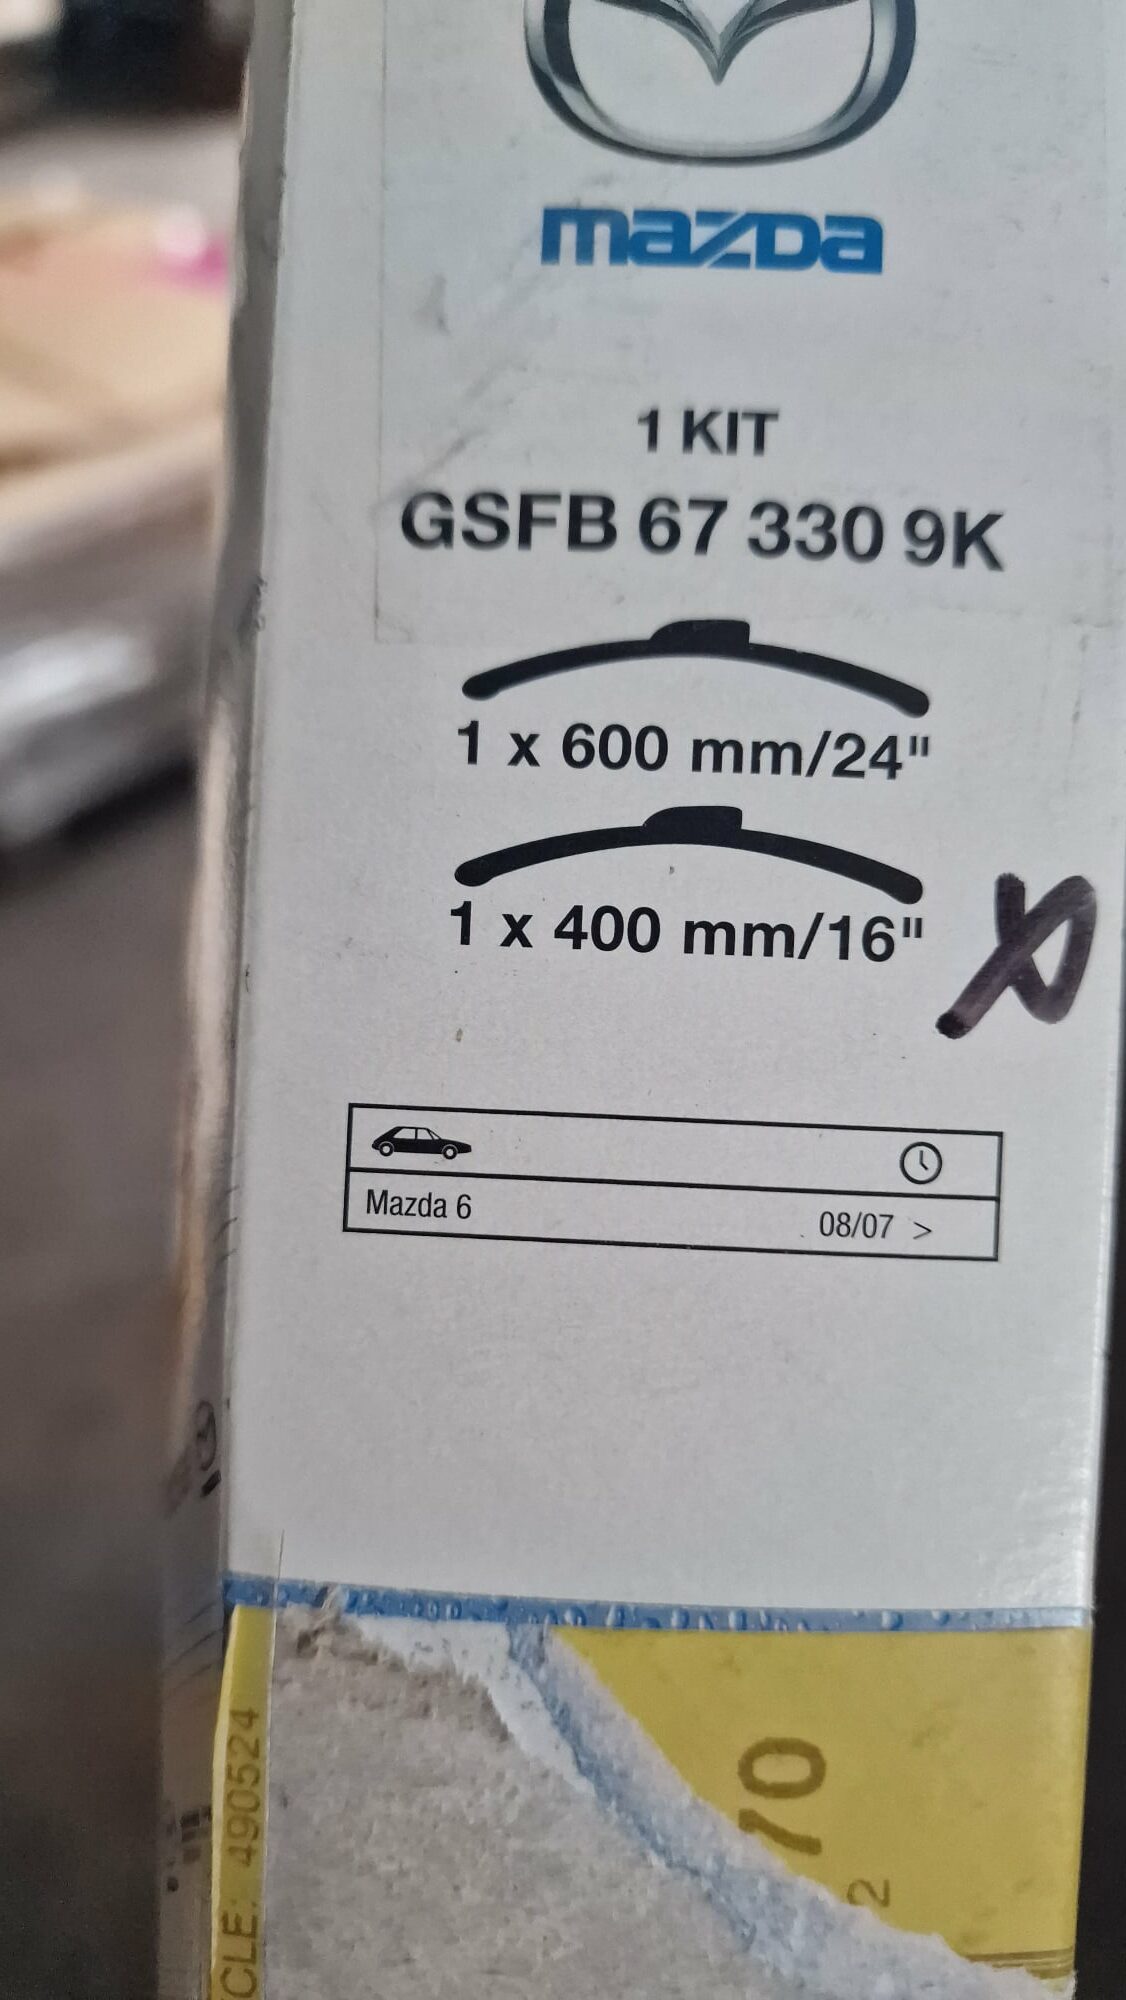 mazda
1 KIT
GSFB 67 330 9K
1 x 600 mm/24"
1 x 400 mm/16"
Mazda 6 08/07 >
70
2
CLE: 490524